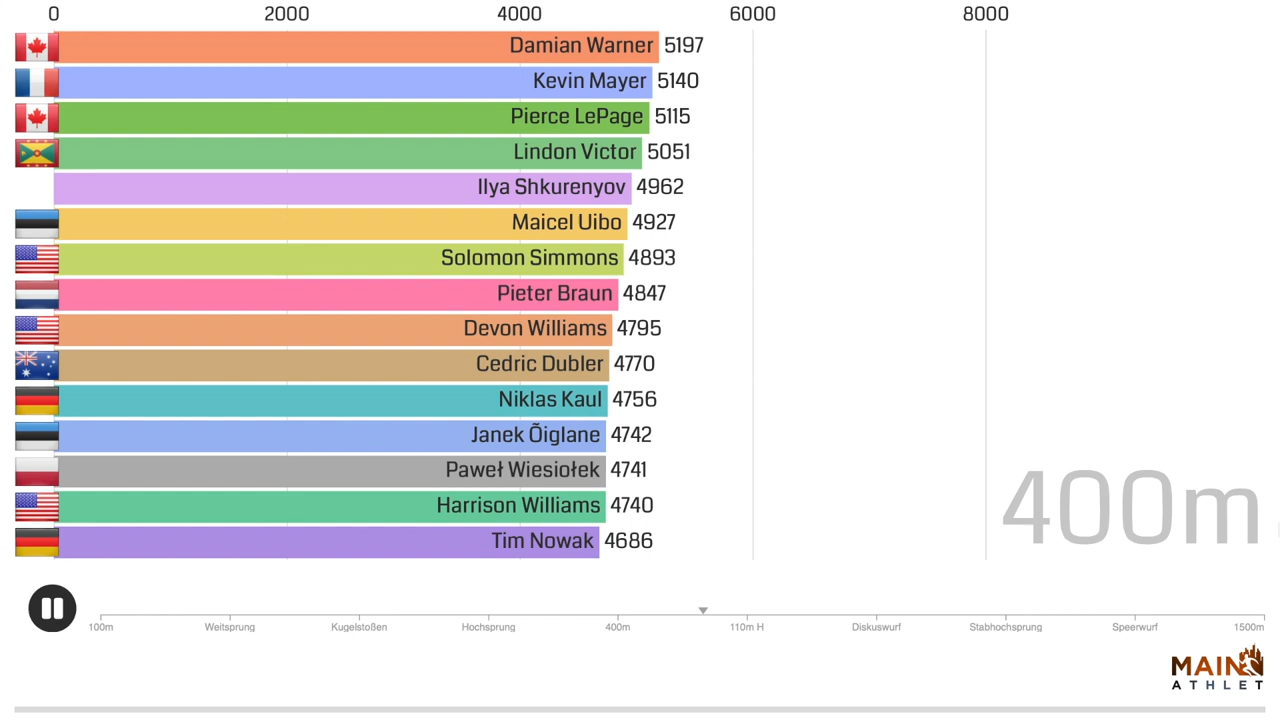 0 2000 4000 6000 8000
Damian Warner 5197
Kevin Mayer 5140
Pierce LePage 5115
Lindon Victor 5051
Ilya Shkurenyov 4962
Maicel Uibo 4927
Solomon Simmons 4893
Pieter Braun 4847
Devon Williams 4795
Cedric Dubler 4770
Niklas Kaul 4756
Janek Õiglane 4742
Paweł Wiesiołek 4741
Harrison Williams 4740
Tim Nowak 4686
400m
100m Weitsprung Kugelstoßen Hochsprung 400m 110m H Diskuswurf Stabhochsprung Speerwurf 1500m
MAIN
ATHLET